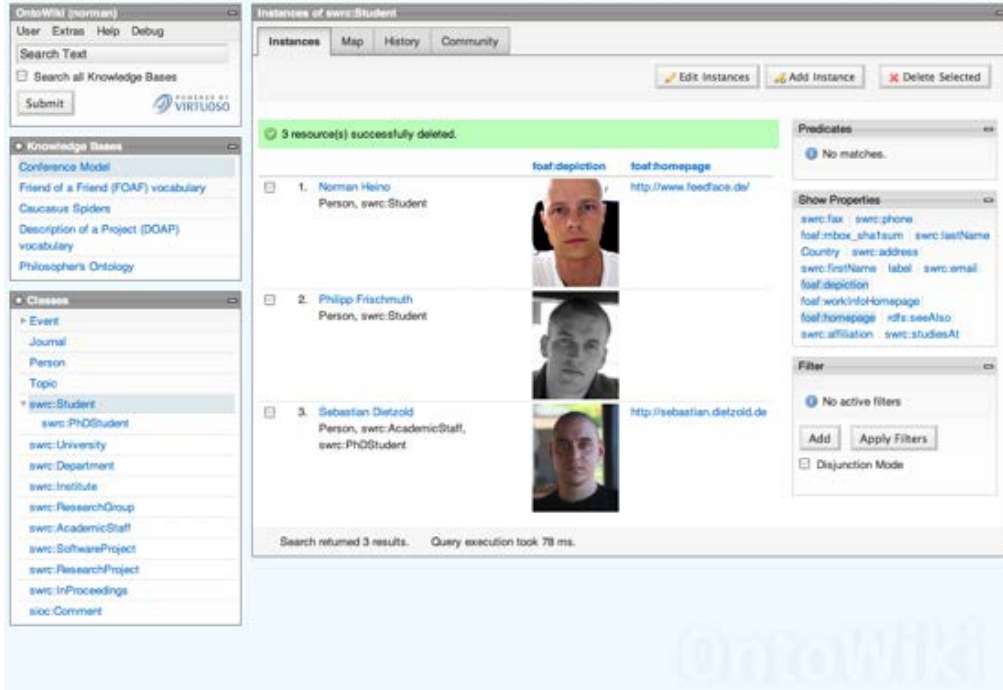 OntoWiki (norman)
User Extras Help Debug
Search Text
Search all Knowledge Bases
Submit
POWERED BY
VIRTUOSO
Knowledge Bases
Conference Model
Friend of a Friend (FOAF) vocabulary
Caucasus Spiders
Description of a Project (DOAP)
vocabulary
Philosopher's Ontology
Classes
Event
Journal
Person
Topic
swrc:Student
swrc:PhDStudent
swrc:University
swrc:Department
swrc:Institute
swrc:ResearchGroup
swrc:AcademicStaff
swrc:SoftwareProject
swrc:ResearchProject
swrc:InProceedings
sioc:Comment
Instances of swrc:Student
Instances Map History Community
Edit Instances Add Instance Delete Selected
3 resource(s) successfully deleted.
foaf:depiction foaf:homepage
1. Norman Heino http://www.feedface.de/
Person, swrc:Student
2. Philipp Frischmuth
Person, swrc:Student
3. Sebastian Dietzold http://sebastian.dietzold.de
Person, swrc:AcademicStaff,
swrc:PhDStudent
Search returned 3 results. Query execution took 78 ms.
Predicates
No matches.
Show Properties
swrc:fax swrc:phone
foaf:mbox_sha1sum swrc:lastName
Country swrc:address
swrc:firstName label swrc:email
foaf:depiction
foaf:workInfoHomepage
foaf:homepage rdfs:seeAlso
swrc:affiliation swrc:studiesAt
Filter
No active filters
Add Apply Filters
Disjunction Mode
OntoWiki